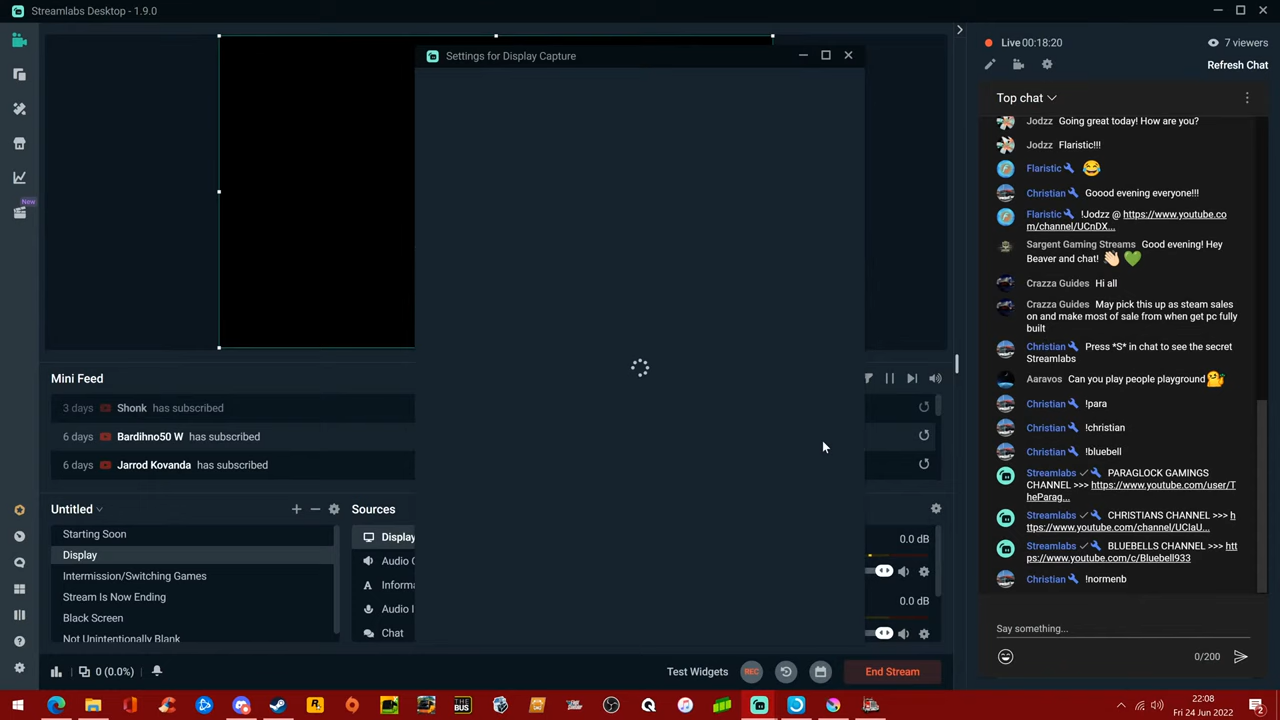 Streamlabs Desktop - 1.9.0
Settings for Display Capture
Live 00:18:20
7 viewers
Refresh Chat
Top chat
Jodzz Going great today! How are you?
Jodzz Flaristic!!!
Flaristic 😂
Christian Goood evening everyone!!!
Flaristic !Jodzz @ https://www.youtube.co
m/channel/UCnDX...
Sargent Gaming Streams Good evening! Hey
Beaver and chat! 👋🏻 💚
Crazza Guides Hi all
Crazza Guides May pick this up as steam sales
on and make most of sale from when get pc fully
built
Christian Press *S* in chat to see the secret
Streamlabs
Aaravos Can you play people playground
Christian !para
Christian !christian
Christian !bluebell
Streamlabs PARAGLOCK GAMINGS
CHANNEL >>> https://www.youtube.com/user/T
heParag...
Streamlabs CHRISTIANS CHANNEL >>> h
ttps://www.youtube.com/channel/UCIaU...
Streamlabs BLUEBELLS CHANNEL >>> htt
ps://www.youtube.com/c/Bluebell933
Christian !normenb
Say something...
0/200
New
Mini Feed
3 days Shonk has subscribed
6 days Bardihno50 W has subscribed
6 days Jarrod Kovanda has subscribed
Untitled
Starting Soon
Display
Intermission/Switching Games
Stream Is Now Ending
Black Screen
Not Unintentionally Blank
Sources
Display
Audio O
Informa
Audio I
Chat
0.0 dB
0.0 dB
0 (0.0%)
Test Widgets
REC
End Stream
THE BUS
22:08
Fri 24 Jun 2022
2